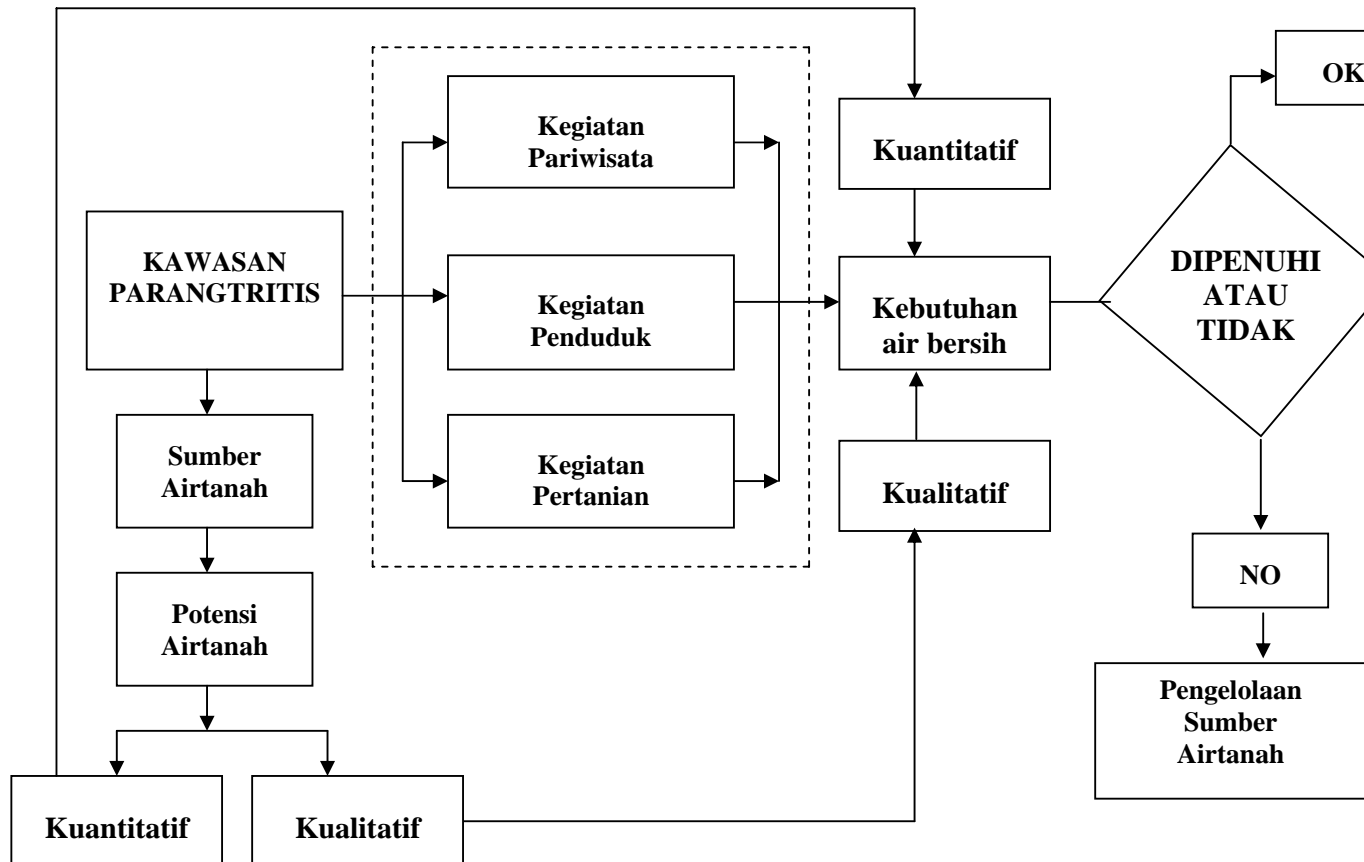 OK
Kegiatan
Pariwisata
Kuantitatif
KAWASAN
PARANGTRITIS
Kegiatan
Penduduk
Kebutuhan
air bersih
DIPENUHI
ATAU
TIDAK
Sumber
Airtanah
Kegiatan
Pertanian
Kualitatif
NO
Potensi
Airtanah
Pengelolaan
Sumber
Airtanah
Kuantitatif
Kualitatif